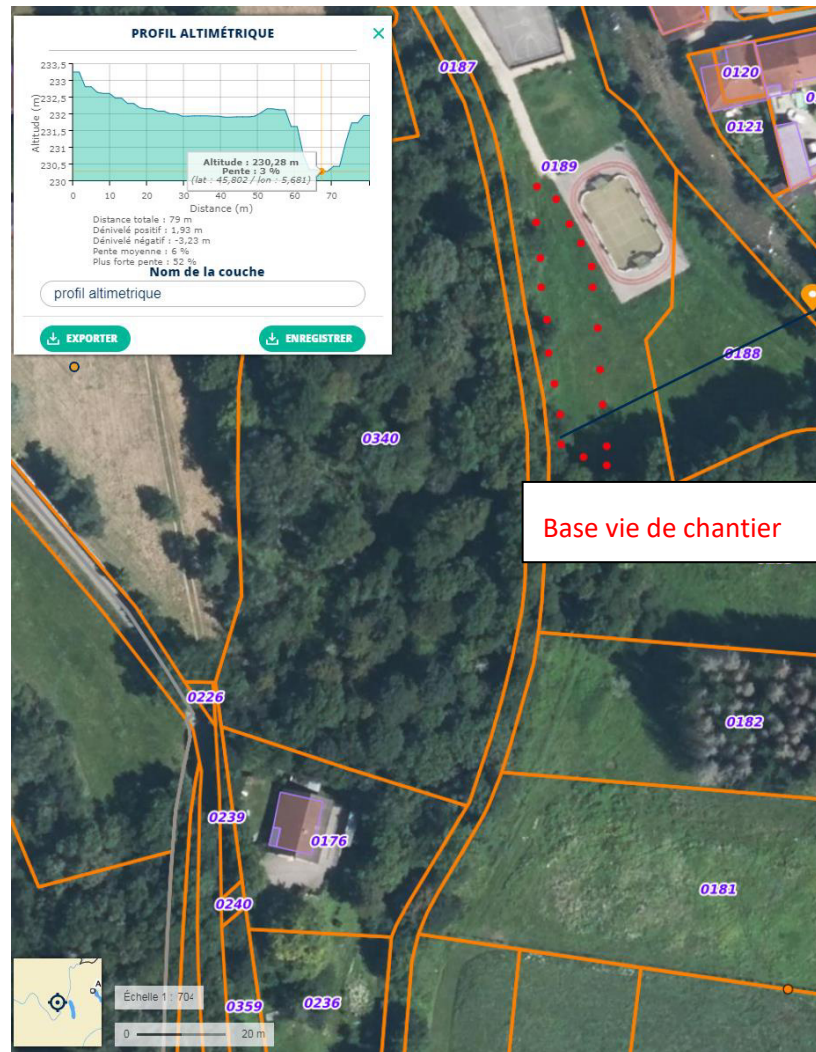 PROFIL ALTIMÉTRIQUE
233,5
233
232,5
232
231,5
231
230,5
230
Altitude (m)
Altitude : 230,28 m
Pente : 3 %
(lat : 45,802 / lon : 5,681)
0 10 20 30 40 50 60 70
Distance (m)
Distance totale : 79 m
Dénivelé positif : 1,93 m
Dénivelé négatif : -3,23 m
Pente moyenne : 6 %
Plus forte pente : 52 %
Nom de la couche
profil altimetrique
EXPORTER
ENREGISTRER
0187
0120
0121
0189
0188
0340
Base vie de chantier
0226
0182
0239
0176
0181
0240
0359
0236
A
Échelle 1 : 704
0 20 m